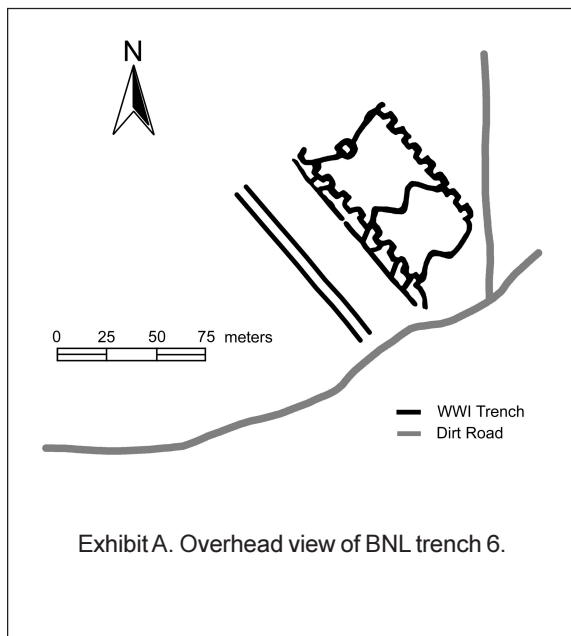 N
0 25 50 75 meters
WWI Trench
Dirt Road
Exhibit A. Overhead view of BNL trench 6.